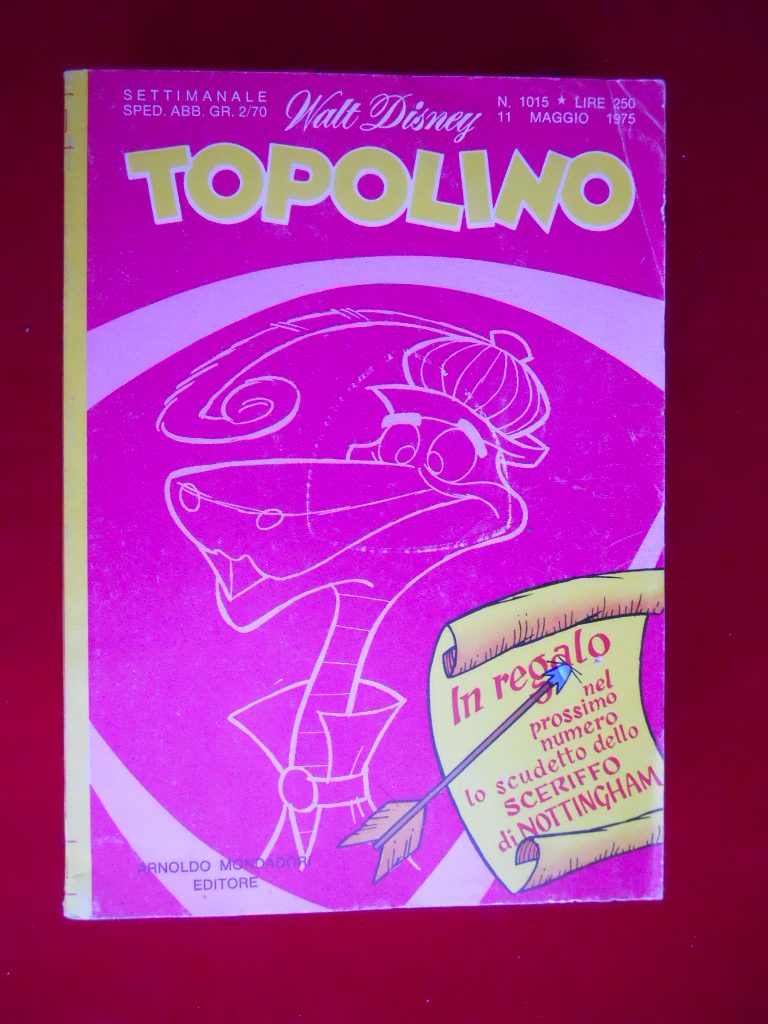 SETTIMANALE
SPED. ABB. GR. 2/70
Walt Disney
N. 1015 ★ LIRE 250
11 MAGGIO 1975
TOPOLINO
In regalo
nel
prossimo
numero
lo scudetto dello
SCERIFFO
di NOTTINGHAM
ARNOLDO MONDADORI
EDITORE